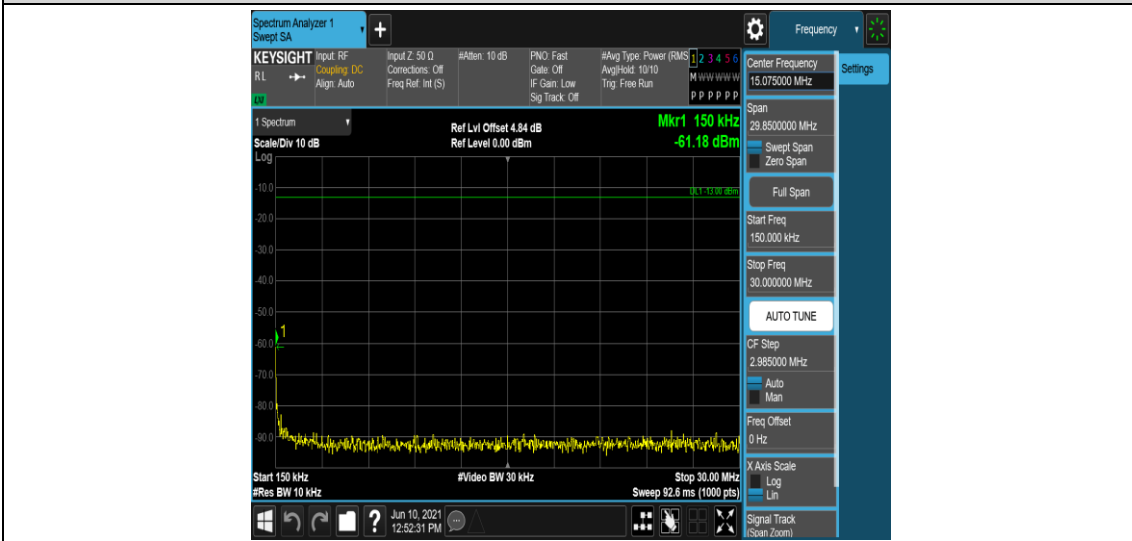 Spectrum Analyzer 1
Swept SA
+
Frequency
KEYSIGHT
RL
LXI
Input: RF
Coupling: DC
Align: Auto
Input Z: 50 Ω
Corrections: Off
Freq Ref: Int (S)
#Atten: 10 dB
PNO: Fast
Gate: Off
IF Gain: Low
Sig Track: Off
#Avg Type: Power (RMS
Avg|Hold: 10/10
Trig: Free Run
1 2 3 4 5 6
M W W W W W
P P P P P P
Center Frequency
15.075000 MHz
Settings
1 Spectrum
Scale/Div 10 dB
Ref Lvl Offset 4.84 dB
Ref Level 0.00 dBm
Mkr1 150 kHz
-61.18 dBm
Log
-10.0
-20.0
-30.0
-40.0
-50.0
-60.0
-70.0
-80.0
-90.0
DL1 -13.00 dBm
1
Start 150 kHz
#Res BW 10 kHz
#Video BW 30 kHz
Stop 30.00 MHz
Sweep 92.6 ms (1000 pts)
Span
29.8500000 MHz
Swept Span
Zero Span
Full Span
Start Freq
150.000 kHz
Stop Freq
30.000000 MHz
AUTO TUNE
CF Step
2.985000 MHz
Auto
Man
Freq Offset
0 Hz
X Axis Scale
Log
Lin
Signal Track
(Span Zoom)
?
Jun 10, 2021
12:52:31 PM